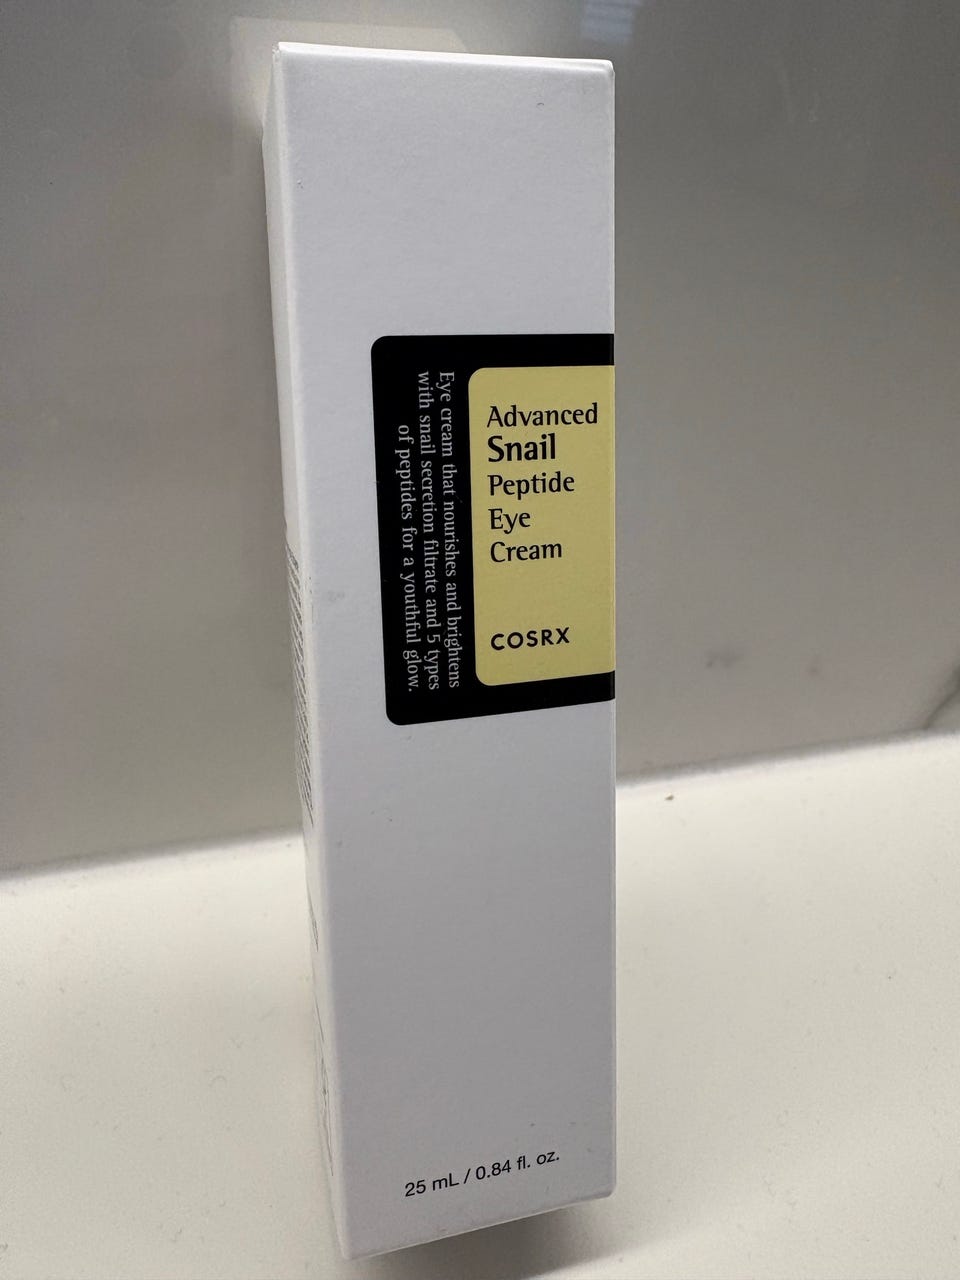 Advanced
Snail
Peptide
Eye
Cream
COSRX
Eye cream that nourishes and brightens
with snail secretion filtrate and 5 types
of peptides for a youthful glow.
25 mL / 0.84 fl. oz.